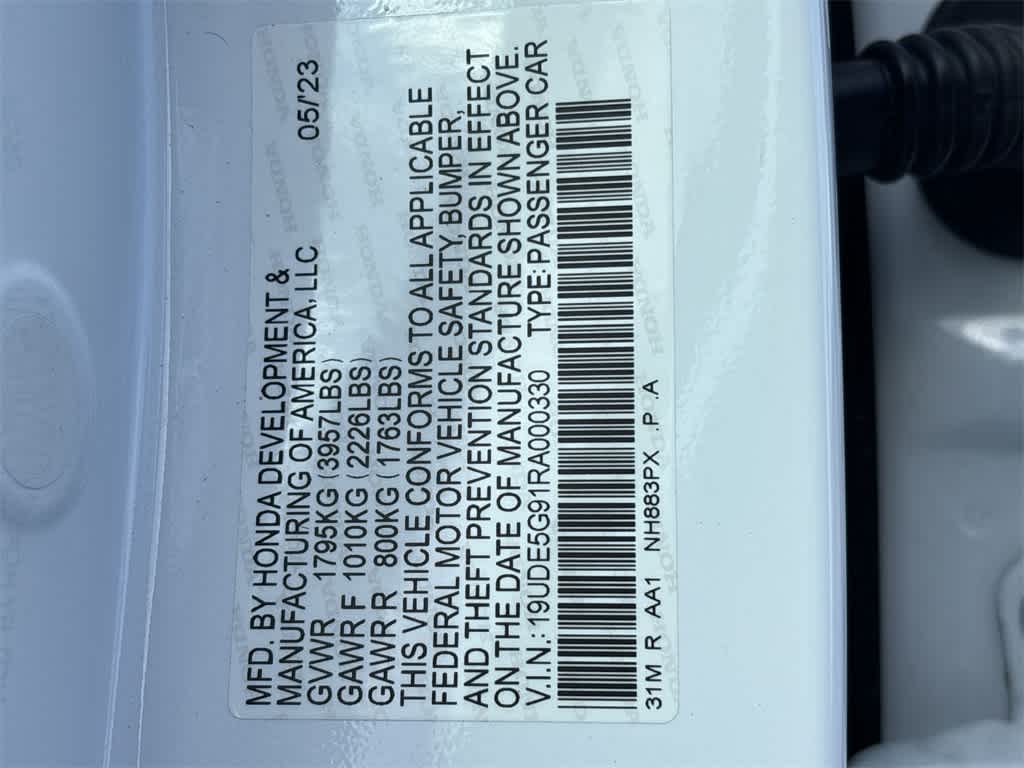 MFD. BY HONDA DEVELOPMENT &
MANUFACTURING OF AMERICA, LLC 05/'23
GVWR 1795KG (3957LBS)
GAWR F 1010KG (2226LBS)
GAWR R 800KG (1763LBS)
THIS VEHICLE CONFORMS TO ALL APPLICABLE
FEDERAL MOTOR VEHICLE SAFETY, BUMPER,
AND THEFT PREVENTION STANDARDS IN EFFECT
ON THE DATE OF MANUFACTURE SHOWN ABOVE.
V.I.N.: 19UDE5G91RA000330 TYPE: PASSENGER CAR
31M R AA1 NH883PX .P A